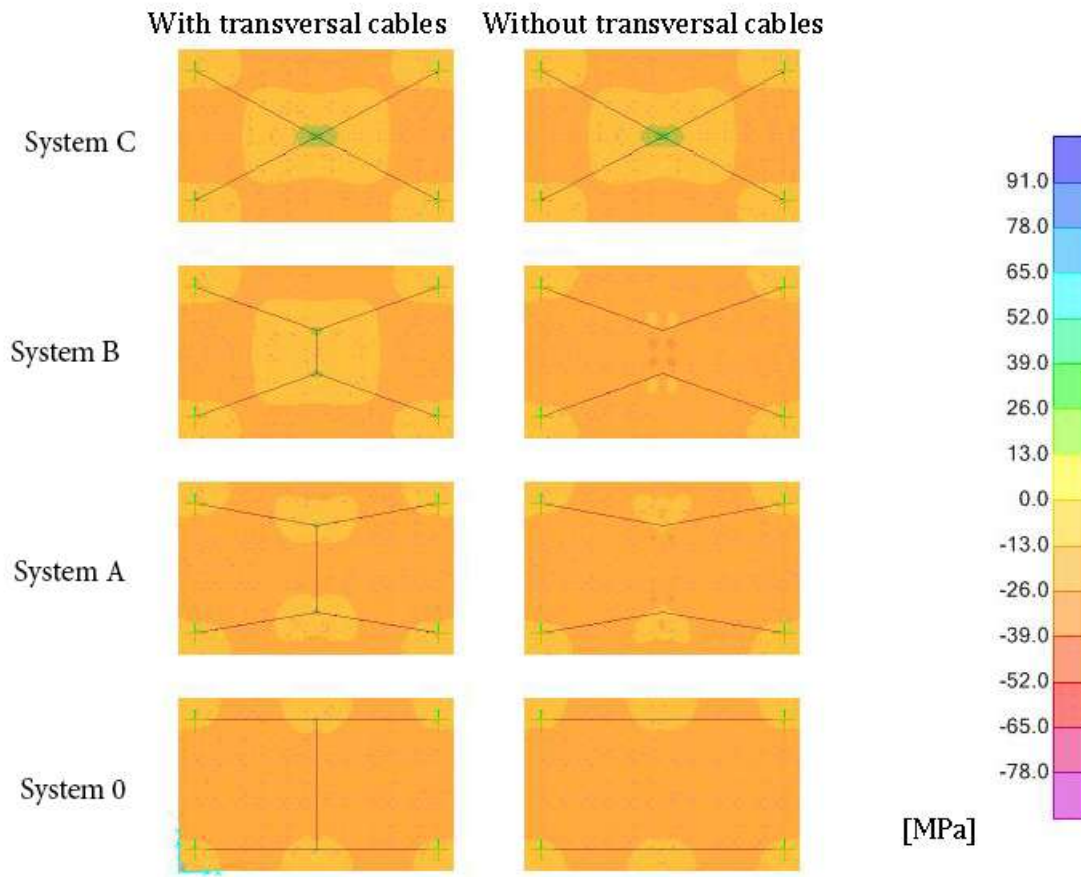 With transversal cables Without transversal cables
System C
System B
System A
System 0
91.0
78.0
65.0
52.0
39.0
26.0
13.0
0.0
-13.0
-26.0
-39.0
-52.0
-65.0
-78.0
[MPa]